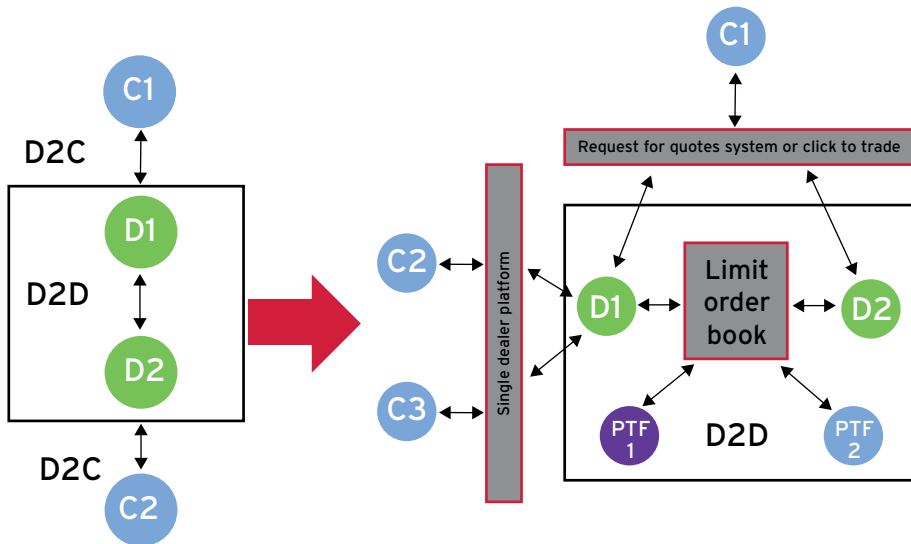 C1
D2C
D1
D2D
D2
D2C
C2
C1
Request for quotes system or click to trade
C2
C3
Single dealer platform
D1
Limit
order
book
D2
PTF
1
D2D
PTF
2